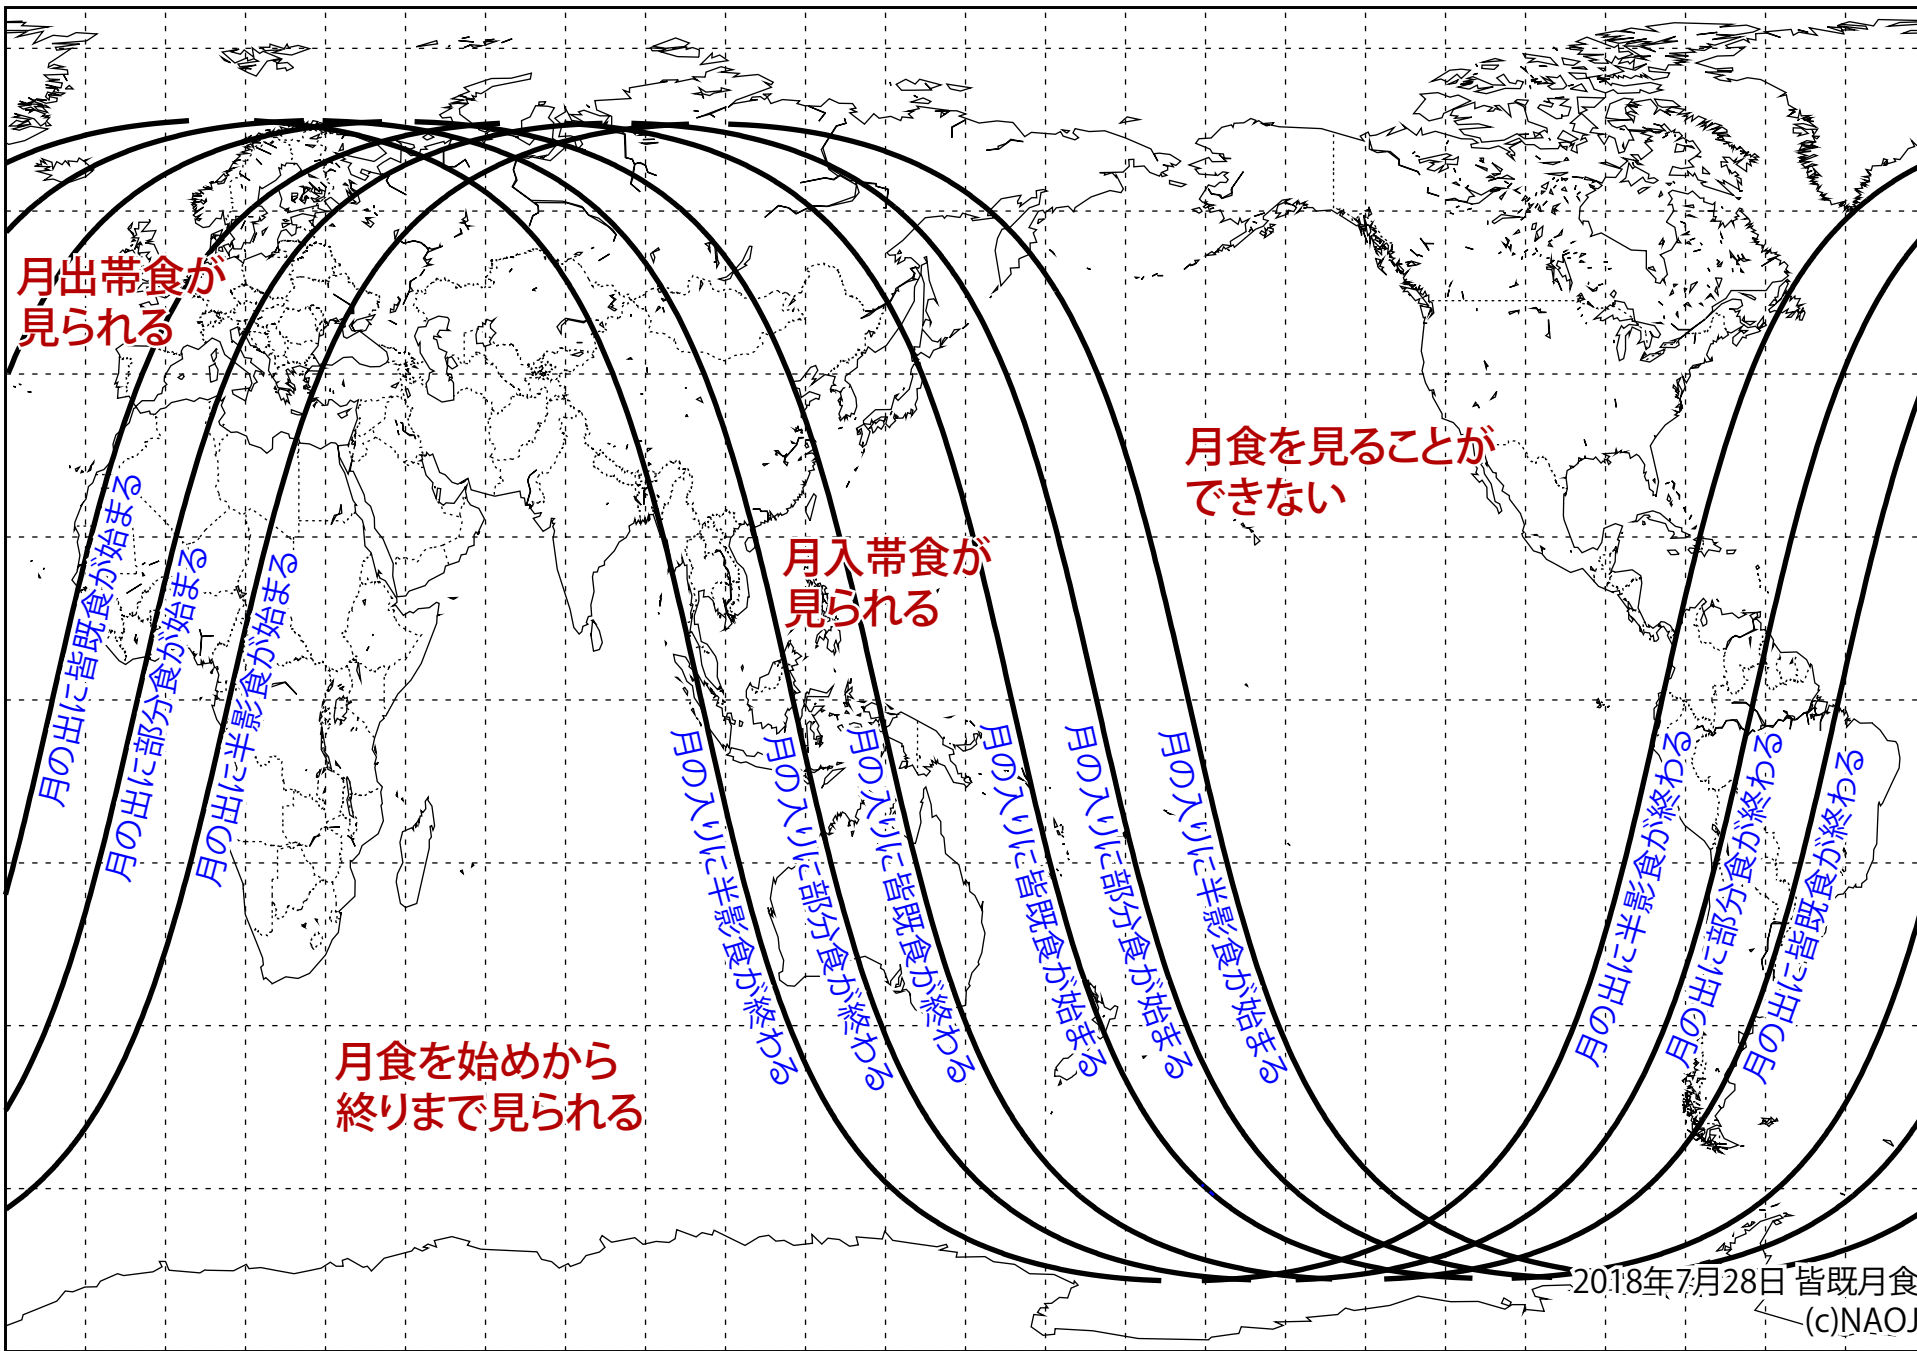 月出帯食が
見られる
月食を見ることが
できない
月入帯食が
見られる
月食を始めから
終りまで見られる
月の出に皆既食が始まる
月の出に部分食が始まる
月の出に半影食が始まる
月の入りに半影食が終わる
月の入りに部分食が終わる
月の入りに皆既食が終わる
月の入りに皆既食が始まる
月の入りに部分食が始まる
月の入りに半影食が始まる
月の出に半影食が終わる
月の出に部分食が終わる
月の出に皆既食が終わる
2018年7月28日 皆既月食
(c)NAOJ